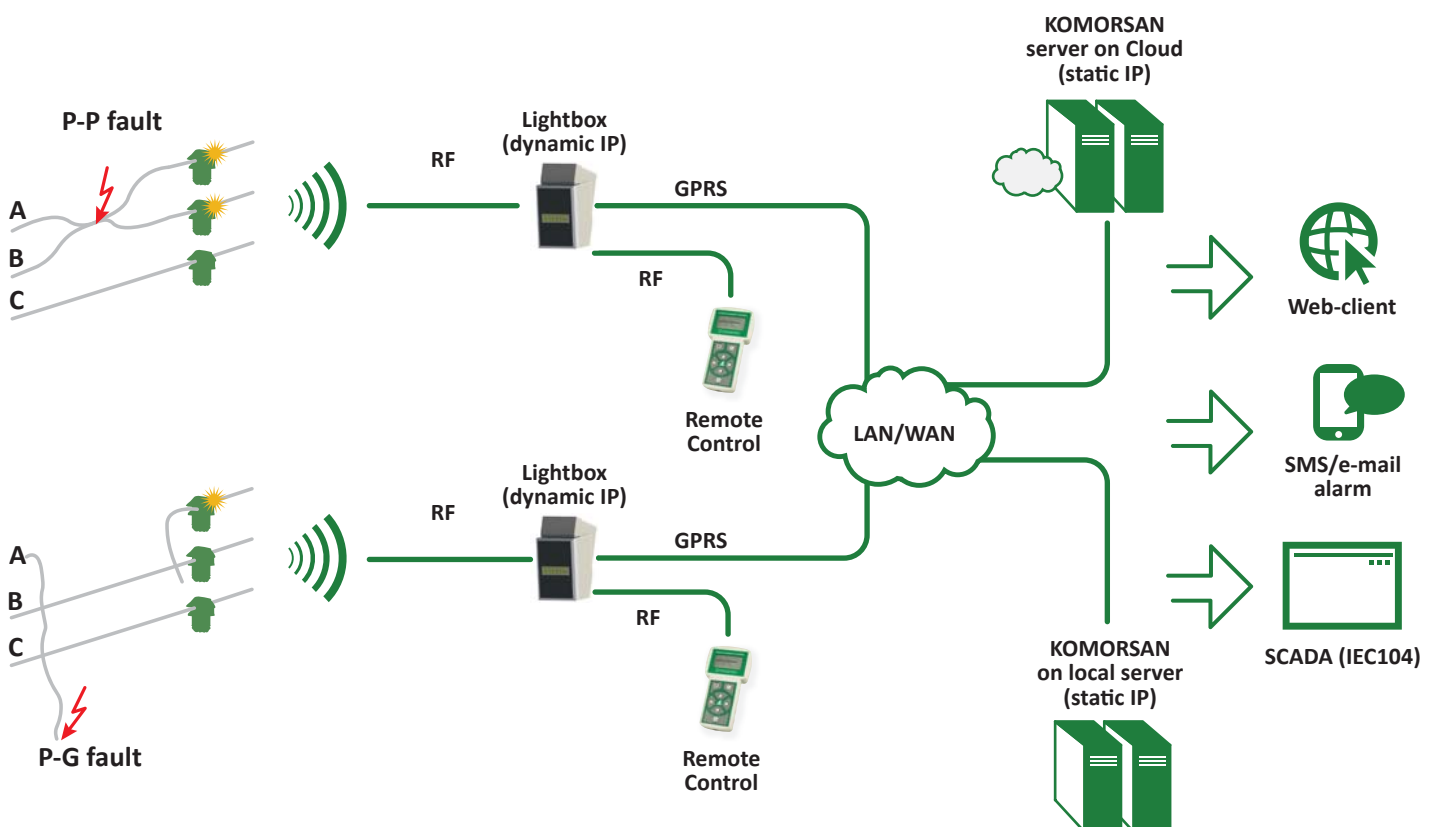 KOMORSAN
server on Cloud
(static IP)
P-P fault
Lightbox
(dynamic IP)
RF
GPRS
A
B
C
RF
Web-client
Remote
Control
LAN/WAN
SMS/e-mail
alarm
Lightbox
(dynamic IP)
RF
GPRS
A
B
C
RF
KOMORSAN
on local server
(static IP)
SCADA (IEC104)
P-G fault
Remote
Control